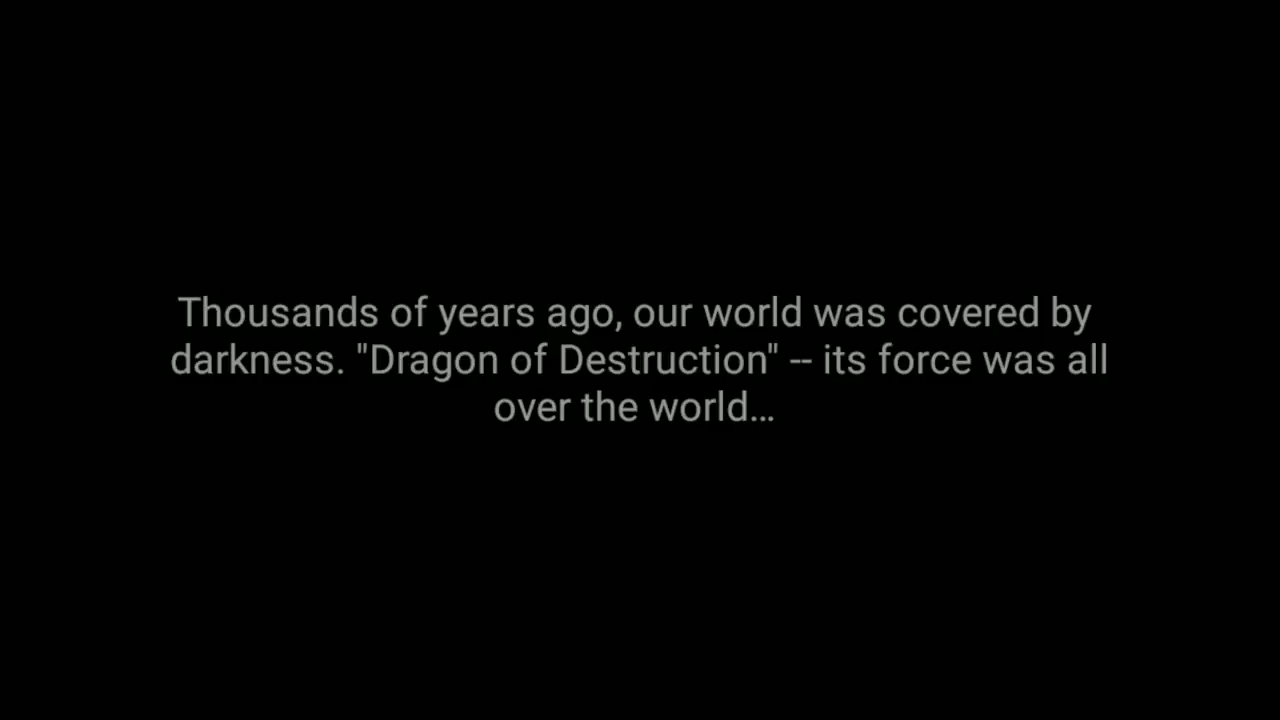 Thousands of years ago, our world was covered by
darkness. "Dragon of Destruction" -- its force was all
over the world...